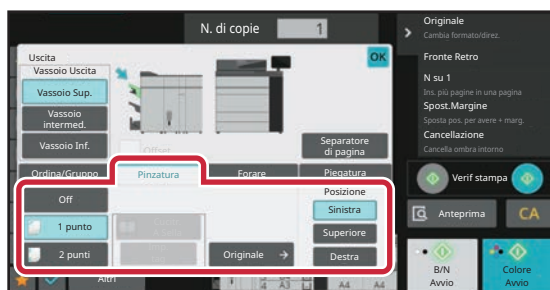 N. di copie 1
Uscita
OK
Vassoio Uscita
Vassoio Sup.
Vassoio
intermed.
Vassoio Inf.
Offset
Separatore
di pagina
Ordina/Gruppo
Pinzatura
Forare
Piegatura
Off
1 punto
2 punti
Originale
Posizione
Sinistra
Superiore
Destra
Altri
A4
A3
A4
A4
Originale
Cambia formato/direz.
Fronte Retro
N su 1
Ins. più pagine in una pagina
Spost.Margine
Sposta pos. per avere + marg.
Cancellazione
Cancella ombra intorno
Verif stampa
Anteprima
CA
B/N
Avvio
Colore
Avvio